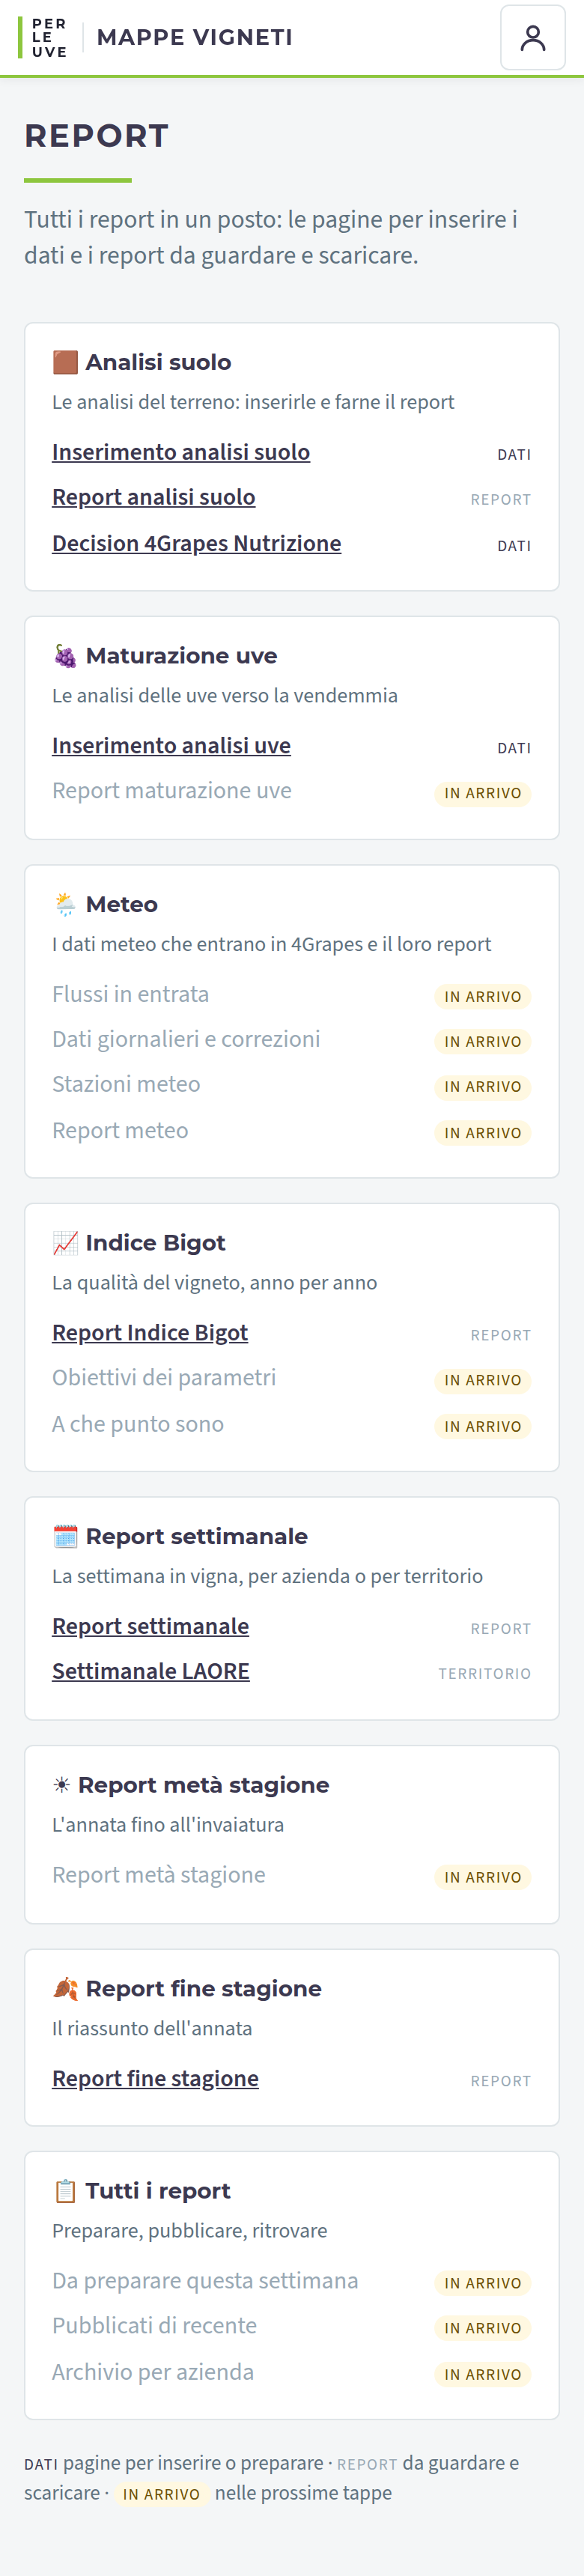 PER
LE
UVE
MAPPE VIGNETI
REPORT
Tutti i report in un posto: le pagine per inserire i
dati e i report da guardare e scaricare.
Analisi suolo
Le analisi del terreno: inserirle e farne il report
Inserimento analisi suolo DATI
Report analisi suolo REPORT
Decision 4Grapes Nutrizione DATI
Maturazione uve
Le analisi delle uve verso la vendemmia
Inserimento analisi uve DATI
Report maturazione uve IN ARRIVO
Meteo
I dati meteo che entrano in 4Grapes e il loro report
Flussi in entrata IN ARRIVO
Dati giornalieri e correzioni IN ARRIVO
Stazioni meteo IN ARRIVO
Report meteo IN ARRIVO
Indice Bigot
La qualità del vigneto, anno per anno
Report Indice Bigot REPORT
Obiettivi dei parametri IN ARRIVO
A che punto sono IN ARRIVO
Report settimanale
La settimana in vigna, per azienda o per territorio
Report settimanale REPORT
Settimanale LAORE TERRITORIO
Report metà stagione
L'annata fino all'invaiatura
Report metà stagione IN ARRIVO
Report fine stagione
Il riassunto dell'annata
Report fine stagione REPORT
Tutti i report
Preparare, pubblicare, ritrovare
Da preparare questa settimana IN ARRIVO
Pubblicati di recente IN ARRIVO
Archivio per azienda IN ARRIVO
DATI pagine per inserire o preparare · REPORT da guardare e
scaricare · IN ARRIVO nelle prossime tappe